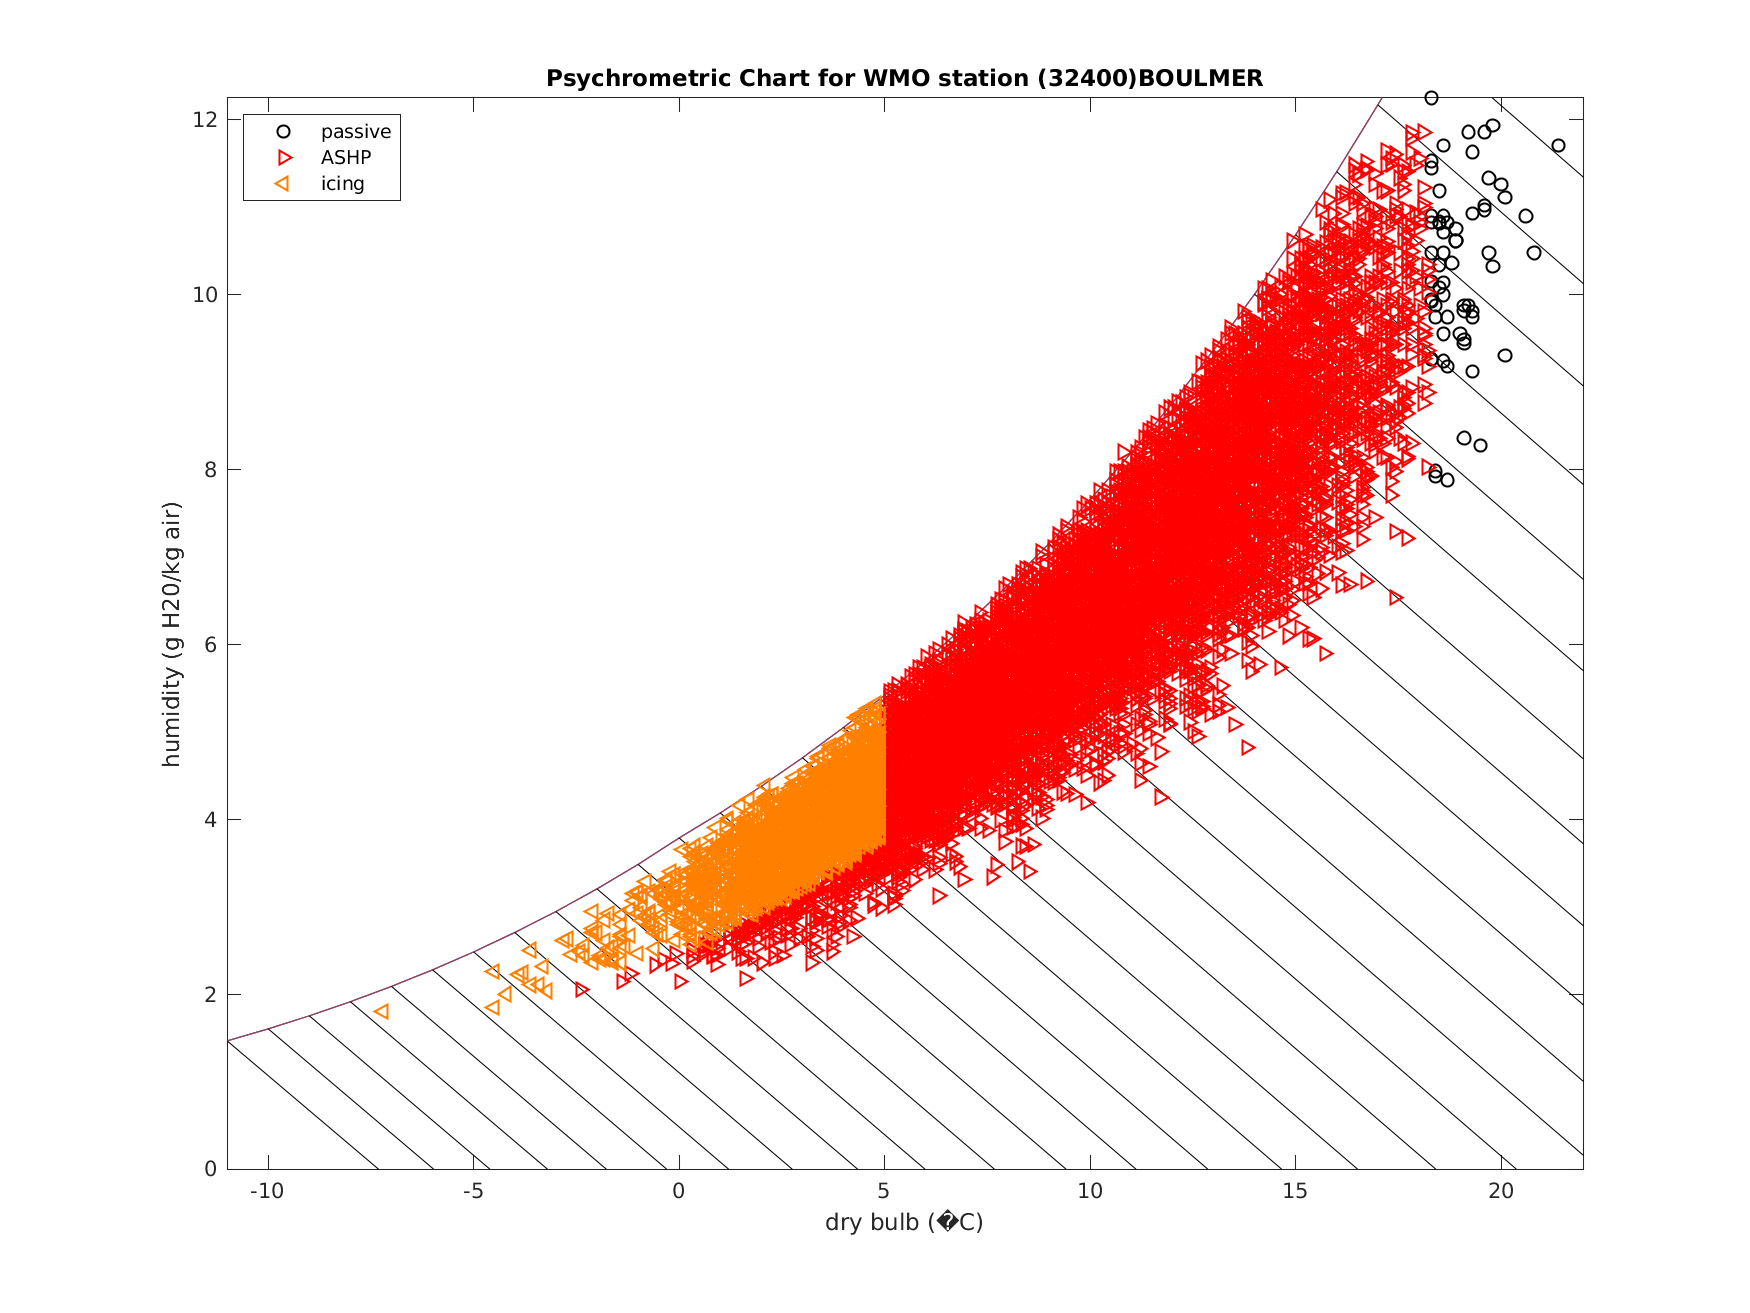 Psychrometric Chart for WMO station (32400)BOULMER
passive
ASHP
icing
humidity (g H20/kg air)
12
10
8
6
4
2
0
-10 -5 0 5 10 15 20
dry bulb (�C)